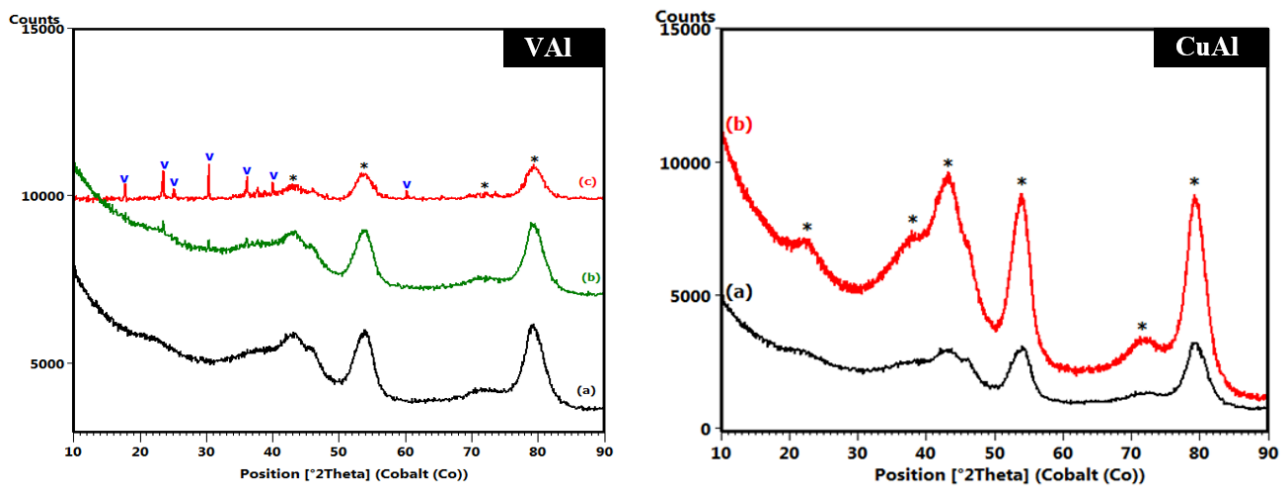 Counts
15000
VAl
10000
5000
v
v
v
v
v
*
v
*
*
v
*
(c)
(b)
(a)
10
20
30
40
50
60
70
80
90
Position [°2Theta] (Cobalt (Co))
Counts
15000
CuAl
10000
5000
0
(b)
(a)
*
*
*
*
*
*
10
20
30
40
50
60
70
80
90
Position [°2Theta] (Cobalt (Co))